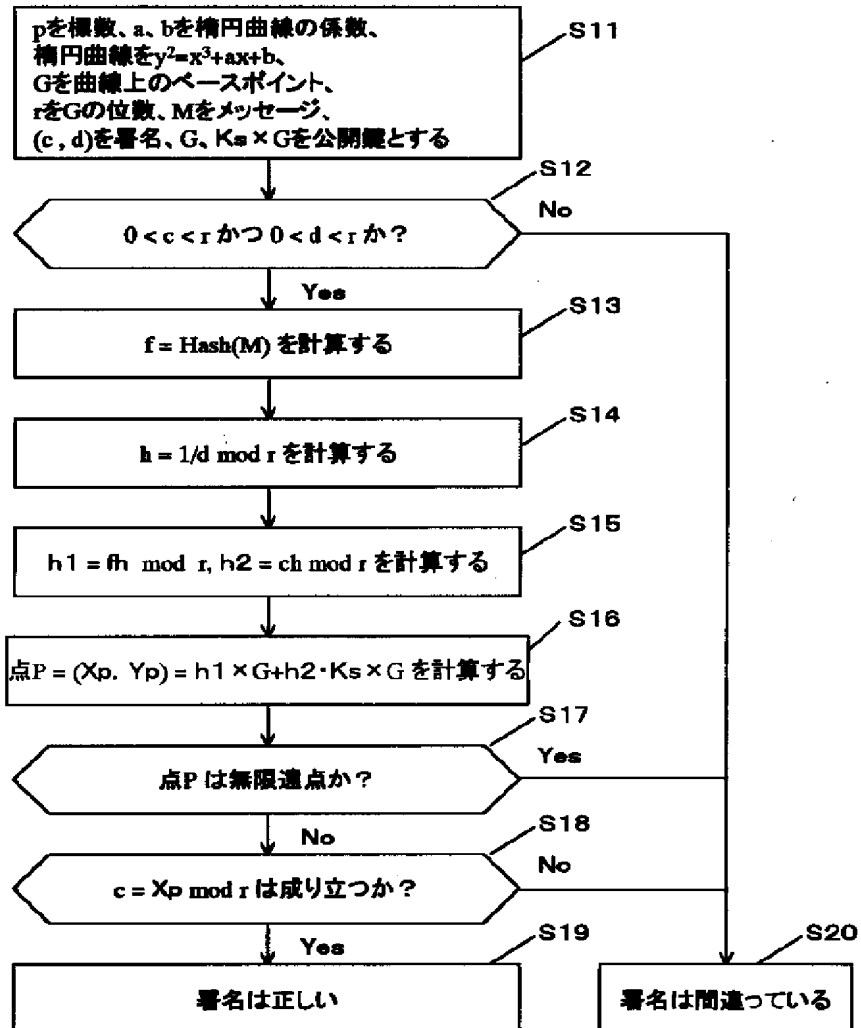 pを標数、a、bを楕円曲線の係数、
楕円曲線をy²=x³+ax+b、
Gを曲線上のベースポイント、
rをGの位数、Mをメッセージ、
(c , d)を署名、G、Ks×Gを公開鍵とする
S11
S12
0 < c < r かつ 0 < d < r か?
No
Yes
S13
f = Hash(M) を計算する
S14
h = 1/d mod r を計算する
S15
h1 = fh mod r, h2 = ch mod r を計算する
S16
点P = (Xp, Yp) = h1×G+h2・Ks×G を計算する
S17
点P は無限遠点か?
Yes
No
S18
c = Xp mod r は成り立つか?
No
Yes
S19
署名は正しい
S20
署名は間違っている